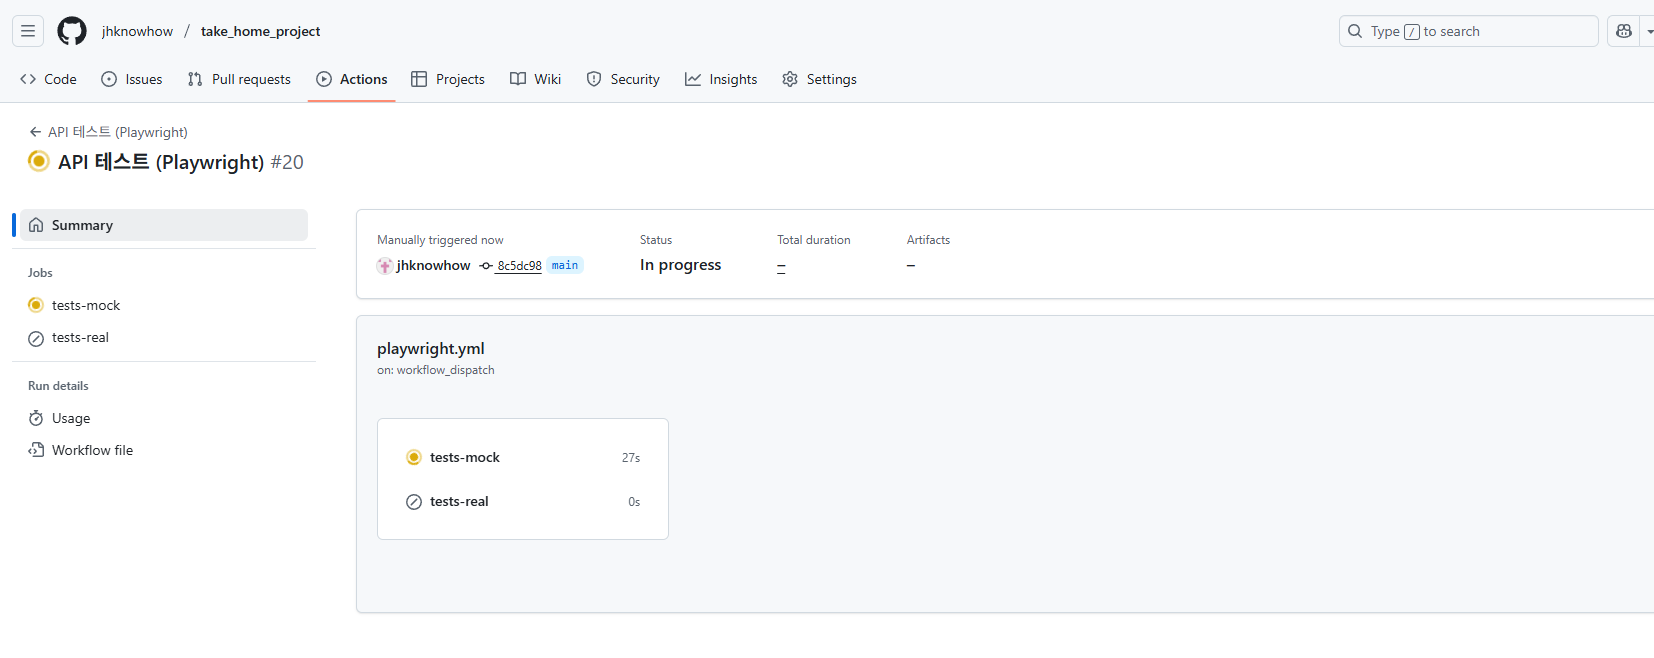 jhknowhow / take_home_project
Type / to search
Code Issues Pull requests Actions Projects Wiki Security Insights Settings
API 테스트 (Playwright)
API 테스트 (Playwright) #20
Summary
Jobs
tests-mock
tests-real
Run details
Usage
Workflow file
Manually triggered now Status Total duration Artifacts
jhknowhow 8c5dc98 main In progress – –
playwright.yml
on: workflow_dispatch
tests-mock 27s
tests-real 0s